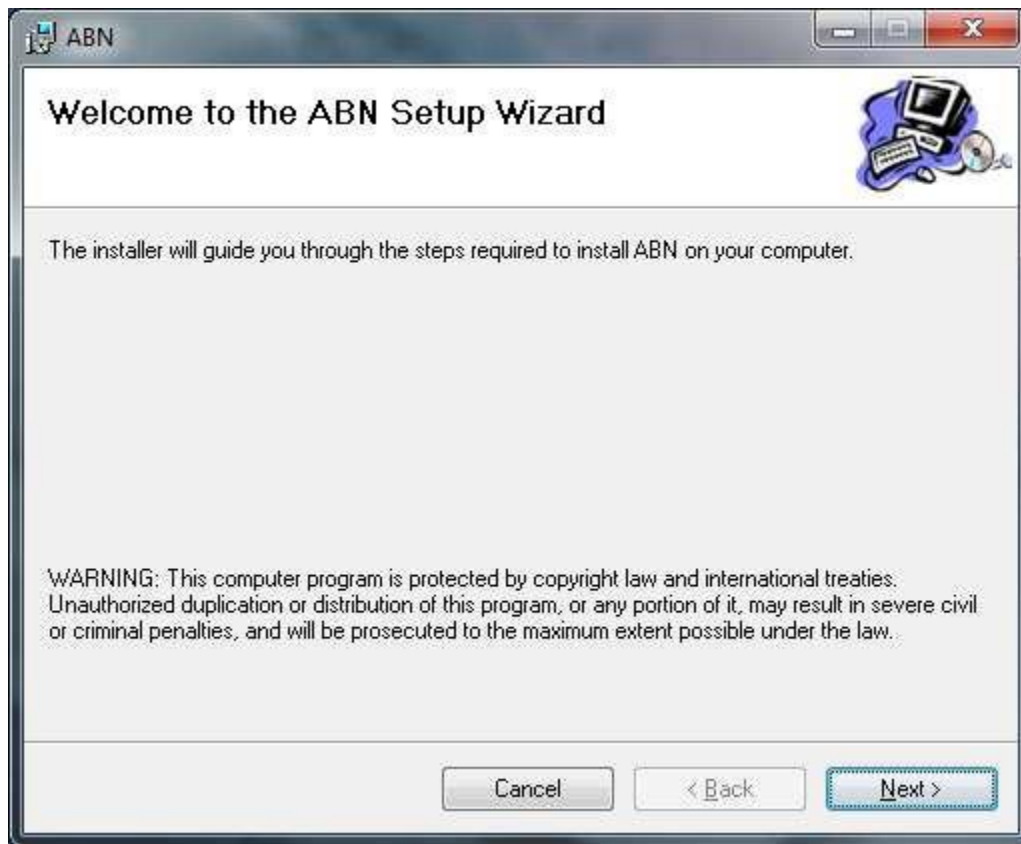 ABN
Welcome to the ABN Setup Wizard
The installer will guide you through the steps required to install ABN on your computer.
WARNING: This computer program is protected by copyright law and international treaties.
Unauthorized duplication or distribution of this program, or any portion of it, may result in severe civil
or criminal penalties, and will be prosecuted to the maximum extent possible under the law.
Cancel < Back Next >